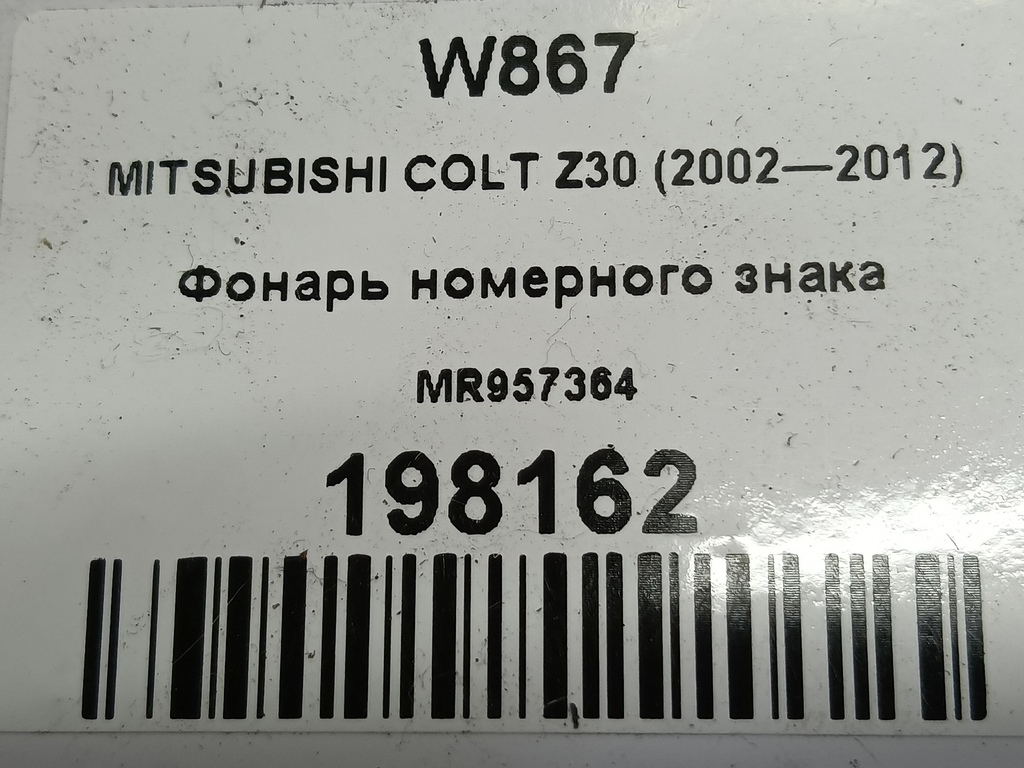 W867
MITSUBISHI COLT Z30 (2002—2012)
Фонарь номерного знака
MR957364
198162